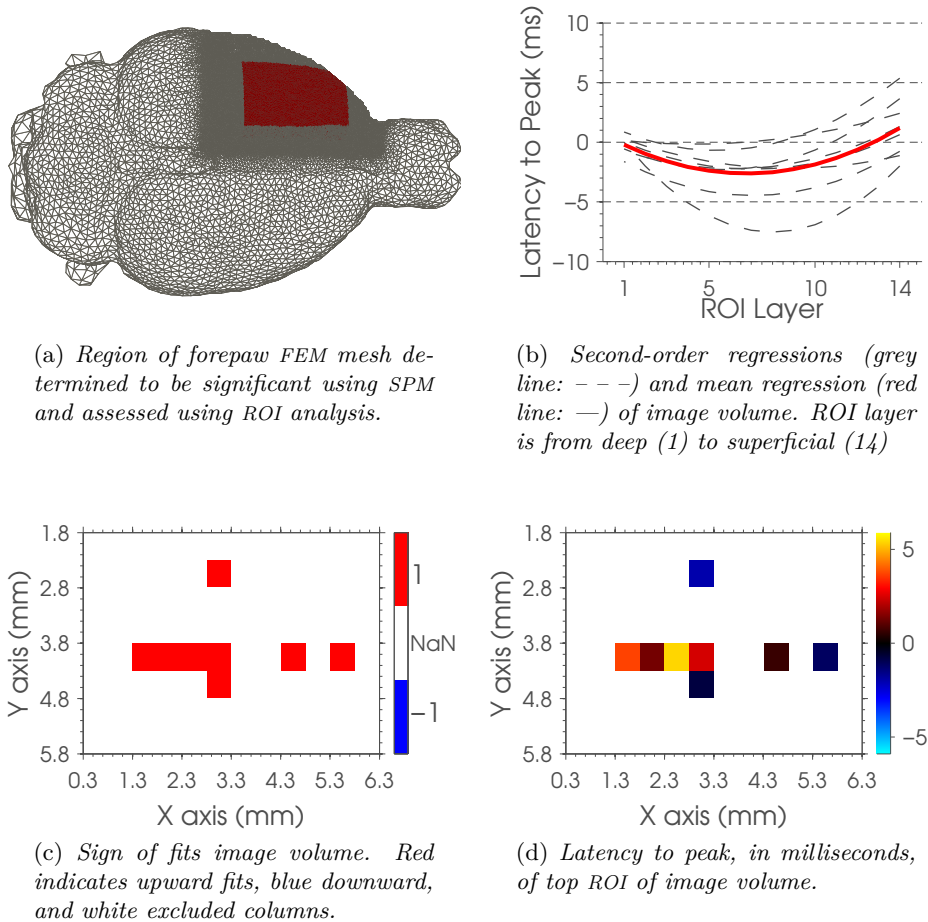 10
5
0
−5
−10
Latency to Peak (ms)
1
5
10
14
ROI Layer
(a) Region of forepaw FEM mesh de-
termined to be significant using SPM
and assessed using ROI analysis.
(b) Second-order regressions (grey
line: – – –) and mean regression (red
line: —) of image volume. ROI layer
is from deep (1) to superficial (14)
1.8
2.8
3.8
4.8
5.8
Y axis (mm)
0.3 1.3 2.3 3.3 4.3 5.3 6.3
X axis (mm)
1
NaN
−1
(c) Sign of fits image volume. Red
indicates upward fits, blue downward,
and white excluded columns.
1.8
2.8
3.8
4.8
5.8
Y axis (mm)
0.3 1.3 2.3 3.3 4.3 5.3 6.3
X axis (mm)
5
0
−5
(d) Latency to peak, in milliseconds,
of top ROI of image volume.